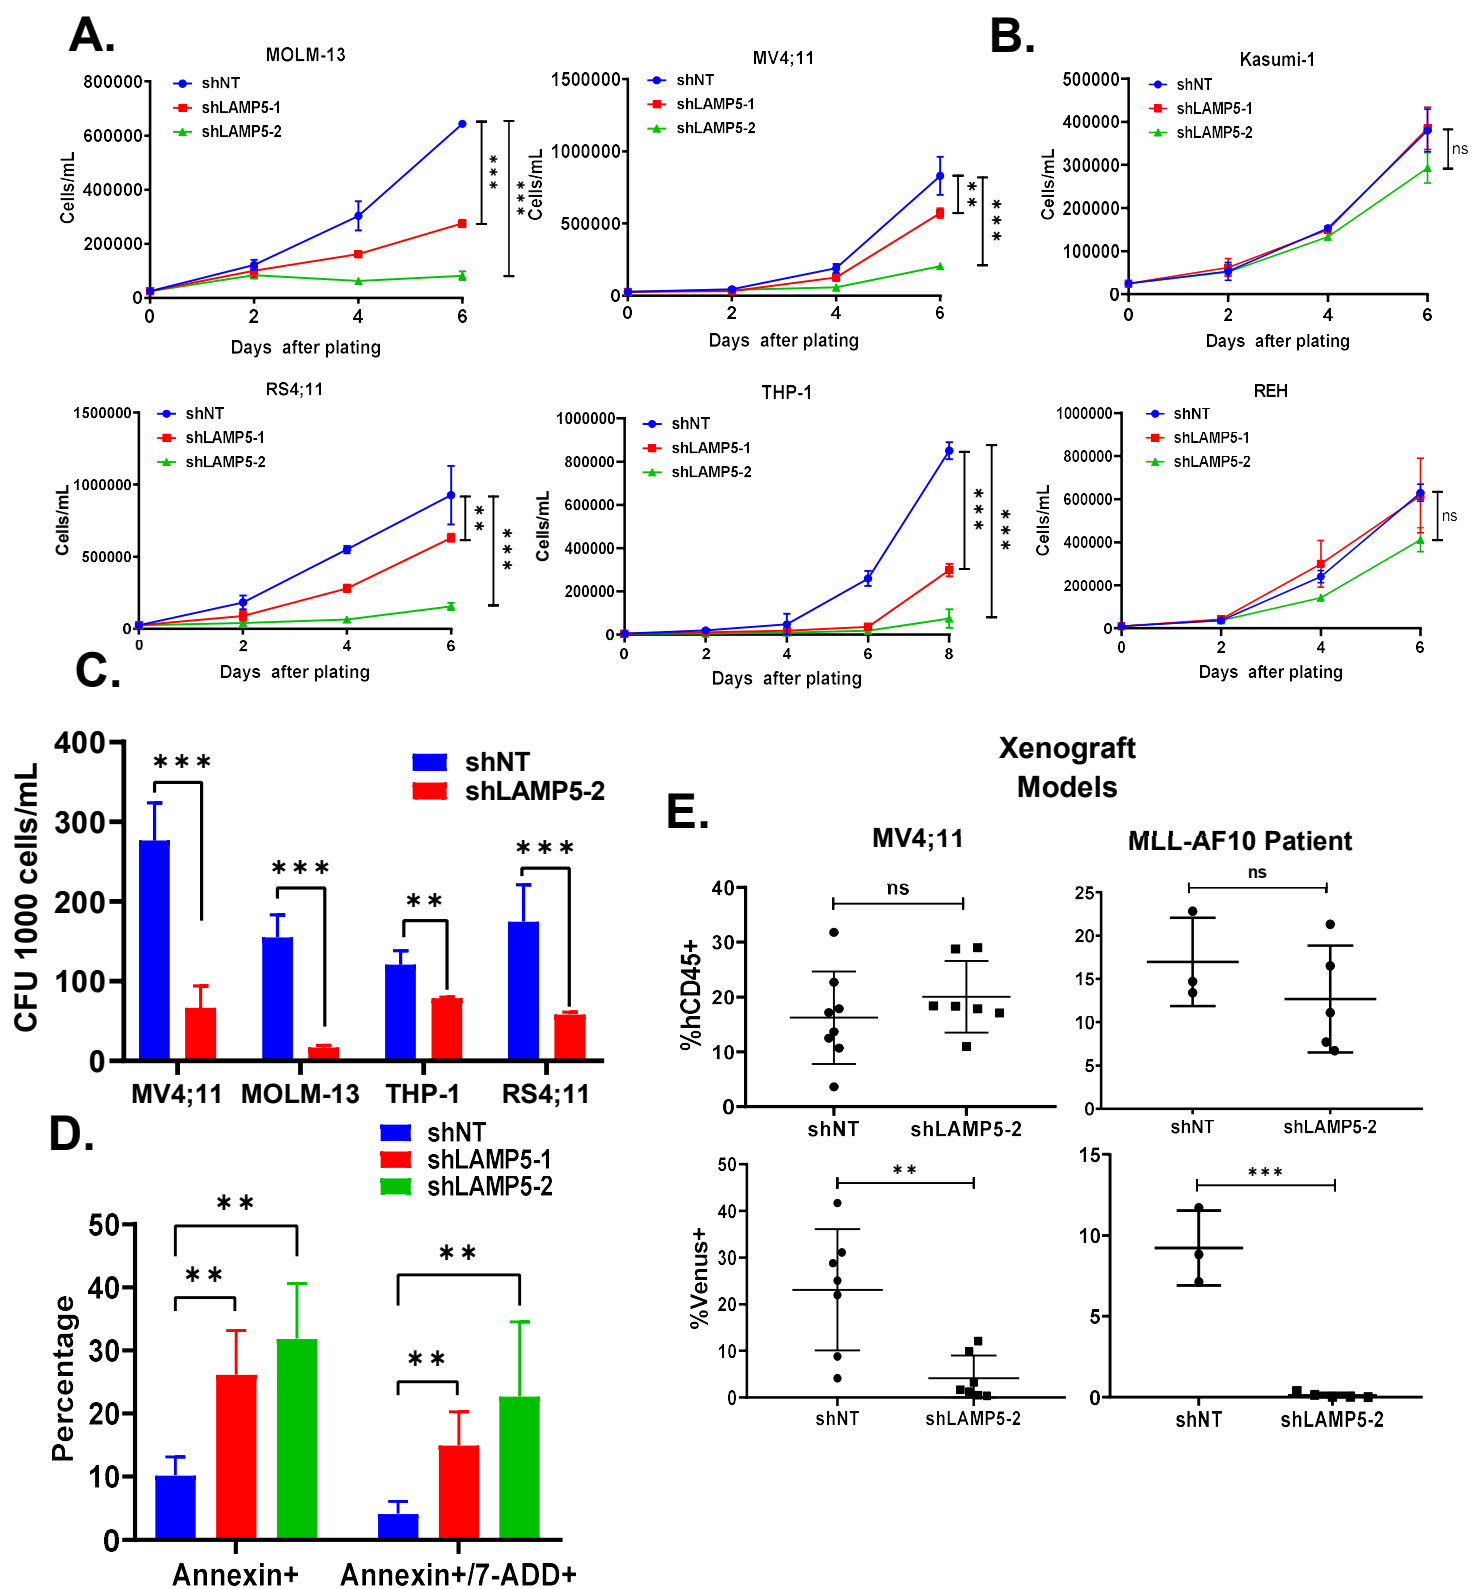 A.
MOLM-13
800000
600000
400000
200000
0
Cells/mL
shNT
shLAMP5-1
shLAMP5-2
***
***
0 2 4 6
Days after plating
MV4;11
1500000
1000000
500000
0
Cells/mL
shNT
shLAMP5-1
shLAMP5-2
**
***
0 2 4 6
Days after plating
B.
Kasumi-1
500000
400000
300000
200000
100000
0
Cells/mL
shNT
shLAMP5-1
shLAMP5-2
ns
0 2 4 6
Days after plating
RS4;11
1500000
1000000
500000
0
Cells/mL
shNT
shLAMP5-1
shLAMP5-2
**
***
0 2 4 6
Days after plating
THP-1
1000000
800000
600000
400000
200000
0
Cells/mL
shNT
shLAMP5-1
shLAMP5-2
***
***
0 2 4 6 8
Days after plating
REH
1000000
800000
600000
400000
200000
0
Cells/mL
shNT
shLAMP5-1
shLAMP5-2
ns
0 2 4 6
Days after plating
C.
400
300
200
100
0
CFU 1000 cells/mL
shNT
shLAMP5-2
***
***
**
***
MV4;11 MOLM-13 THP-1 RS4;11
D.
shNT
shLAMP5-1
shLAMP5-2
50
40
30
20
10
0
Percentage
**
**
**
**
Annexin+ Annexin+/7-ADD+
Xenograft
Models
E.
MV4;11
40
30
20
10
0
%hCD45+
ns
shNT shLAMP5-2
MLL-AF10 Patient
25
20
15
10
5
0
ns
shNT shLAMP5-2
50
40
30
20
10
0
%Venus+
**
shNT shLAMP5-2
15
10
5
0
***
shNT shLAMP5-2